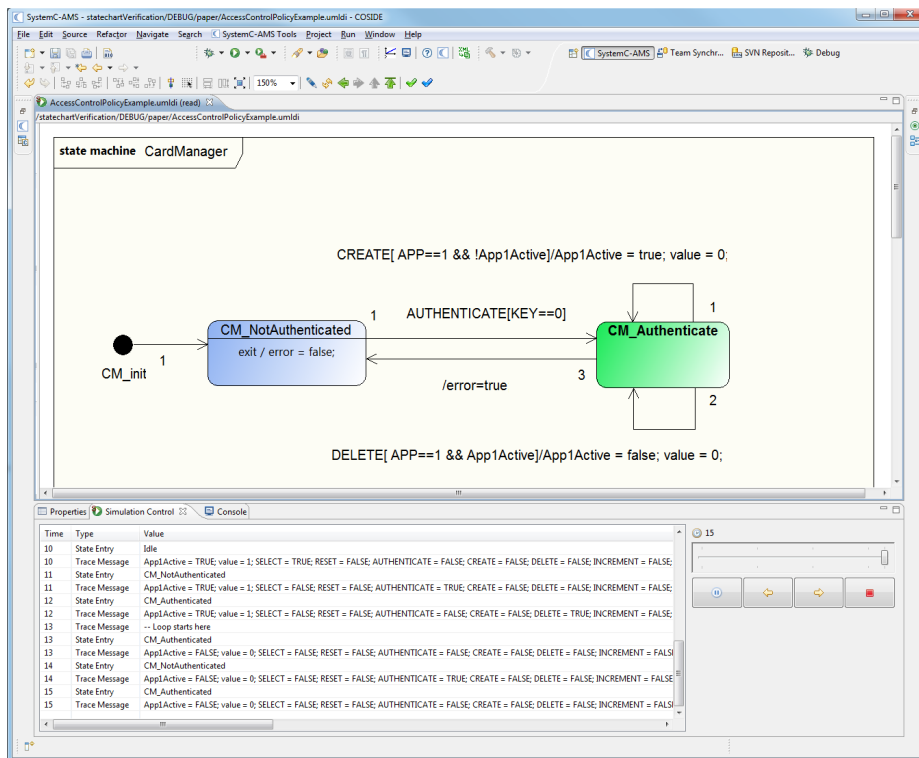 SystemC-AMS - statechartVerification/DEBUG/paper/AccessControlPolicyExample.umldi - COSIDE
File Edit Source Refactor Navigate Search SystemC-AMS Tools Project Run Window Help
SystemC-AMS Team Synchr... SVN Reposit... Debug
150%
AccessControlPolicyExample.umldi (read)
/statechartVerification/DEBUG/paper/AccessControlPolicyExample.umldi
state machine CardManager
CREATE[ APP==1 && !App1Active]/App1Active = true; value = 0;
1 AUTHENTICATE[KEY==0] 1
CM_NotAuthenticated CM_Authenticate
exit / error = false;
1 3
CM_init
/error=true
2
DELETE[ APP==1 && App1Active]/App1Active = false; value = 0;
Properties Simulation Control Console
Time Type Value
10 State Entry Idle
10 Trace Message App1Active = TRUE; value = 1; SELECT = TRUE; RESET = FALSE; AUTHENTICATE = FALSE; CREATE = FALSE; DELETE = FALSE; INCREMENT = FALSE;
11 State Entry CM_NotAuthenticated
11 Trace Message App1Active = TRUE; value = 1; SELECT = FALSE; RESET = FALSE; AUTHENTICATE = TRUE; CREATE = FALSE; DELETE = FALSE; INCREMENT = FALSE;
12 State Entry CM_Authenticated
12 Trace Message App1Active = TRUE; value = 1; SELECT = FALSE; RESET = FALSE; AUTHENTICATE = FALSE; CREATE = FALSE; DELETE = TRUE; INCREMENT = FALSE;
13 Trace Message -- Loop starts here
13 State Entry CM_Authenticated
13 Trace Message App1Active = FALSE; value = 0; SELECT = FALSE; RESET = FALSE; AUTHENTICATE = FALSE; CREATE = FALSE; DELETE = FALSE; INCREMENT = FALS
14 State Entry CM_NotAuthenticated
14 Trace Message App1Active = FALSE; value = 0; SELECT = FALSE; RESET = FALSE; AUTHENTICATE = TRUE; CREATE = FALSE; DELETE = FALSE; INCREMENT = FALSE
15 State Entry CM_Authenticated
15 Trace Message App1Active = FALSE; value = 0; SELECT = FALSE; RESET = FALSE; AUTHENTICATE = FALSE; CREATE = FALSE; DELETE = FALSE; INCREMENT = FALS
15